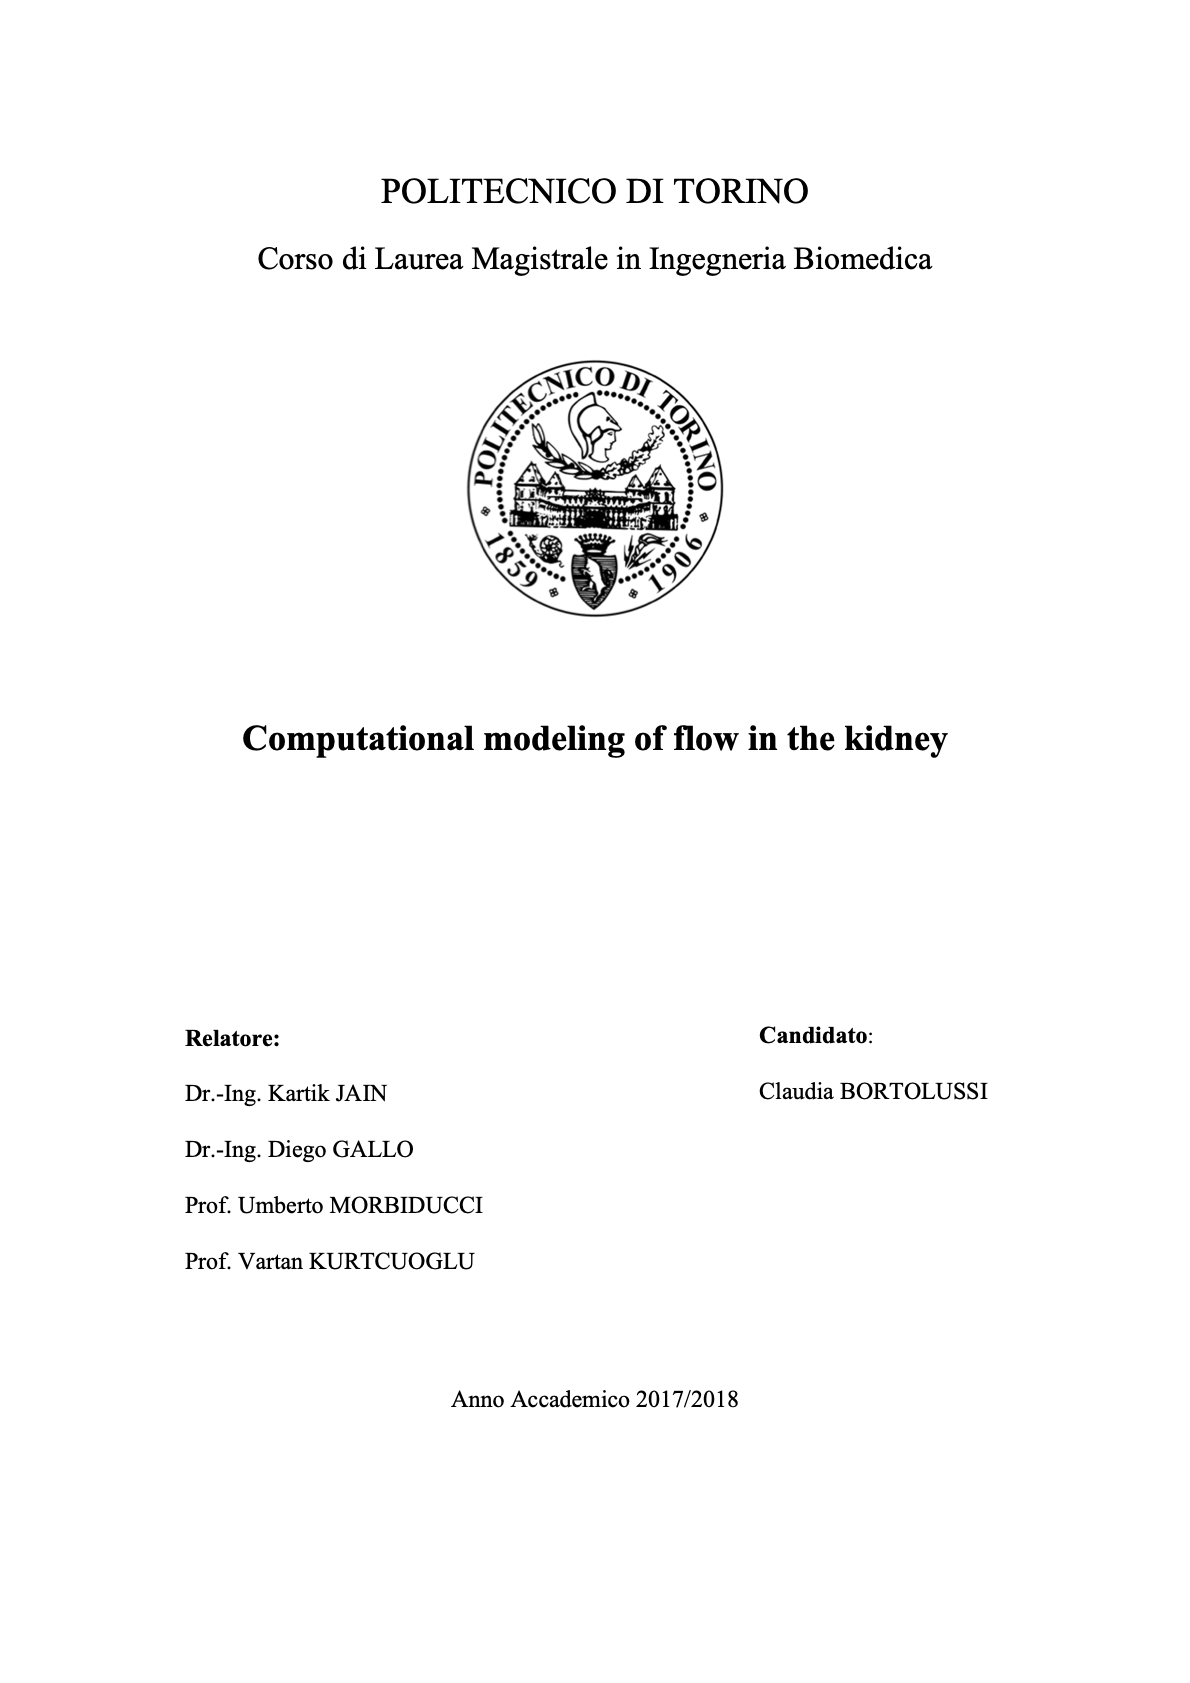 POLITECNICO DI TORINO
Corso di Laurea Magistrale in Ingegneria Biomedica
POLITECNICO DI TORINO
1859
1906
Computational modeling of flow in the kidney
Relatore:
Dr.-Ing. Kartik JAIN
Dr.-Ing. Diego GALLO
Prof. Umberto MORBIDUCCI
Prof. Vartan KURTCUOGLU
Candidato:
Claudia BORTOLUSSI
Anno Accademico 2017/2018